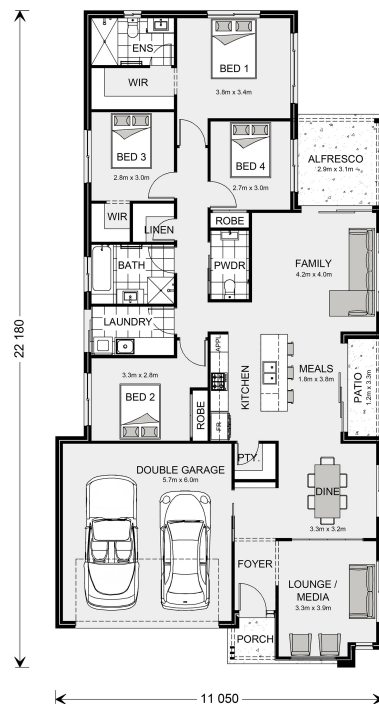 ENS
BED 1
WIR
3.8m x 3.4m
BED 3
2.8m x 3.0m
BED 4
2.7m x 3.0m
ALFRESCO
2.9m x 3.1m
WIR
LINEN
ROBE
BATH
PWDR
FAMILY
4.2m x 4.0m
LAUNDRY
22 180
3.3m x 2.8m
BED 2
ROBE
APPL
FR
KITCHEN
MEALS
1.8m x 3.8m
PATIO
1.2m x 3.3m
PTY
DOUBLE GARAGE
5.7m x 6.0m
DINE
3.3m x 3.2m
FOYER
LOUNGE /
MEDIA
3.3m x 3.9m
PORCH
11 050